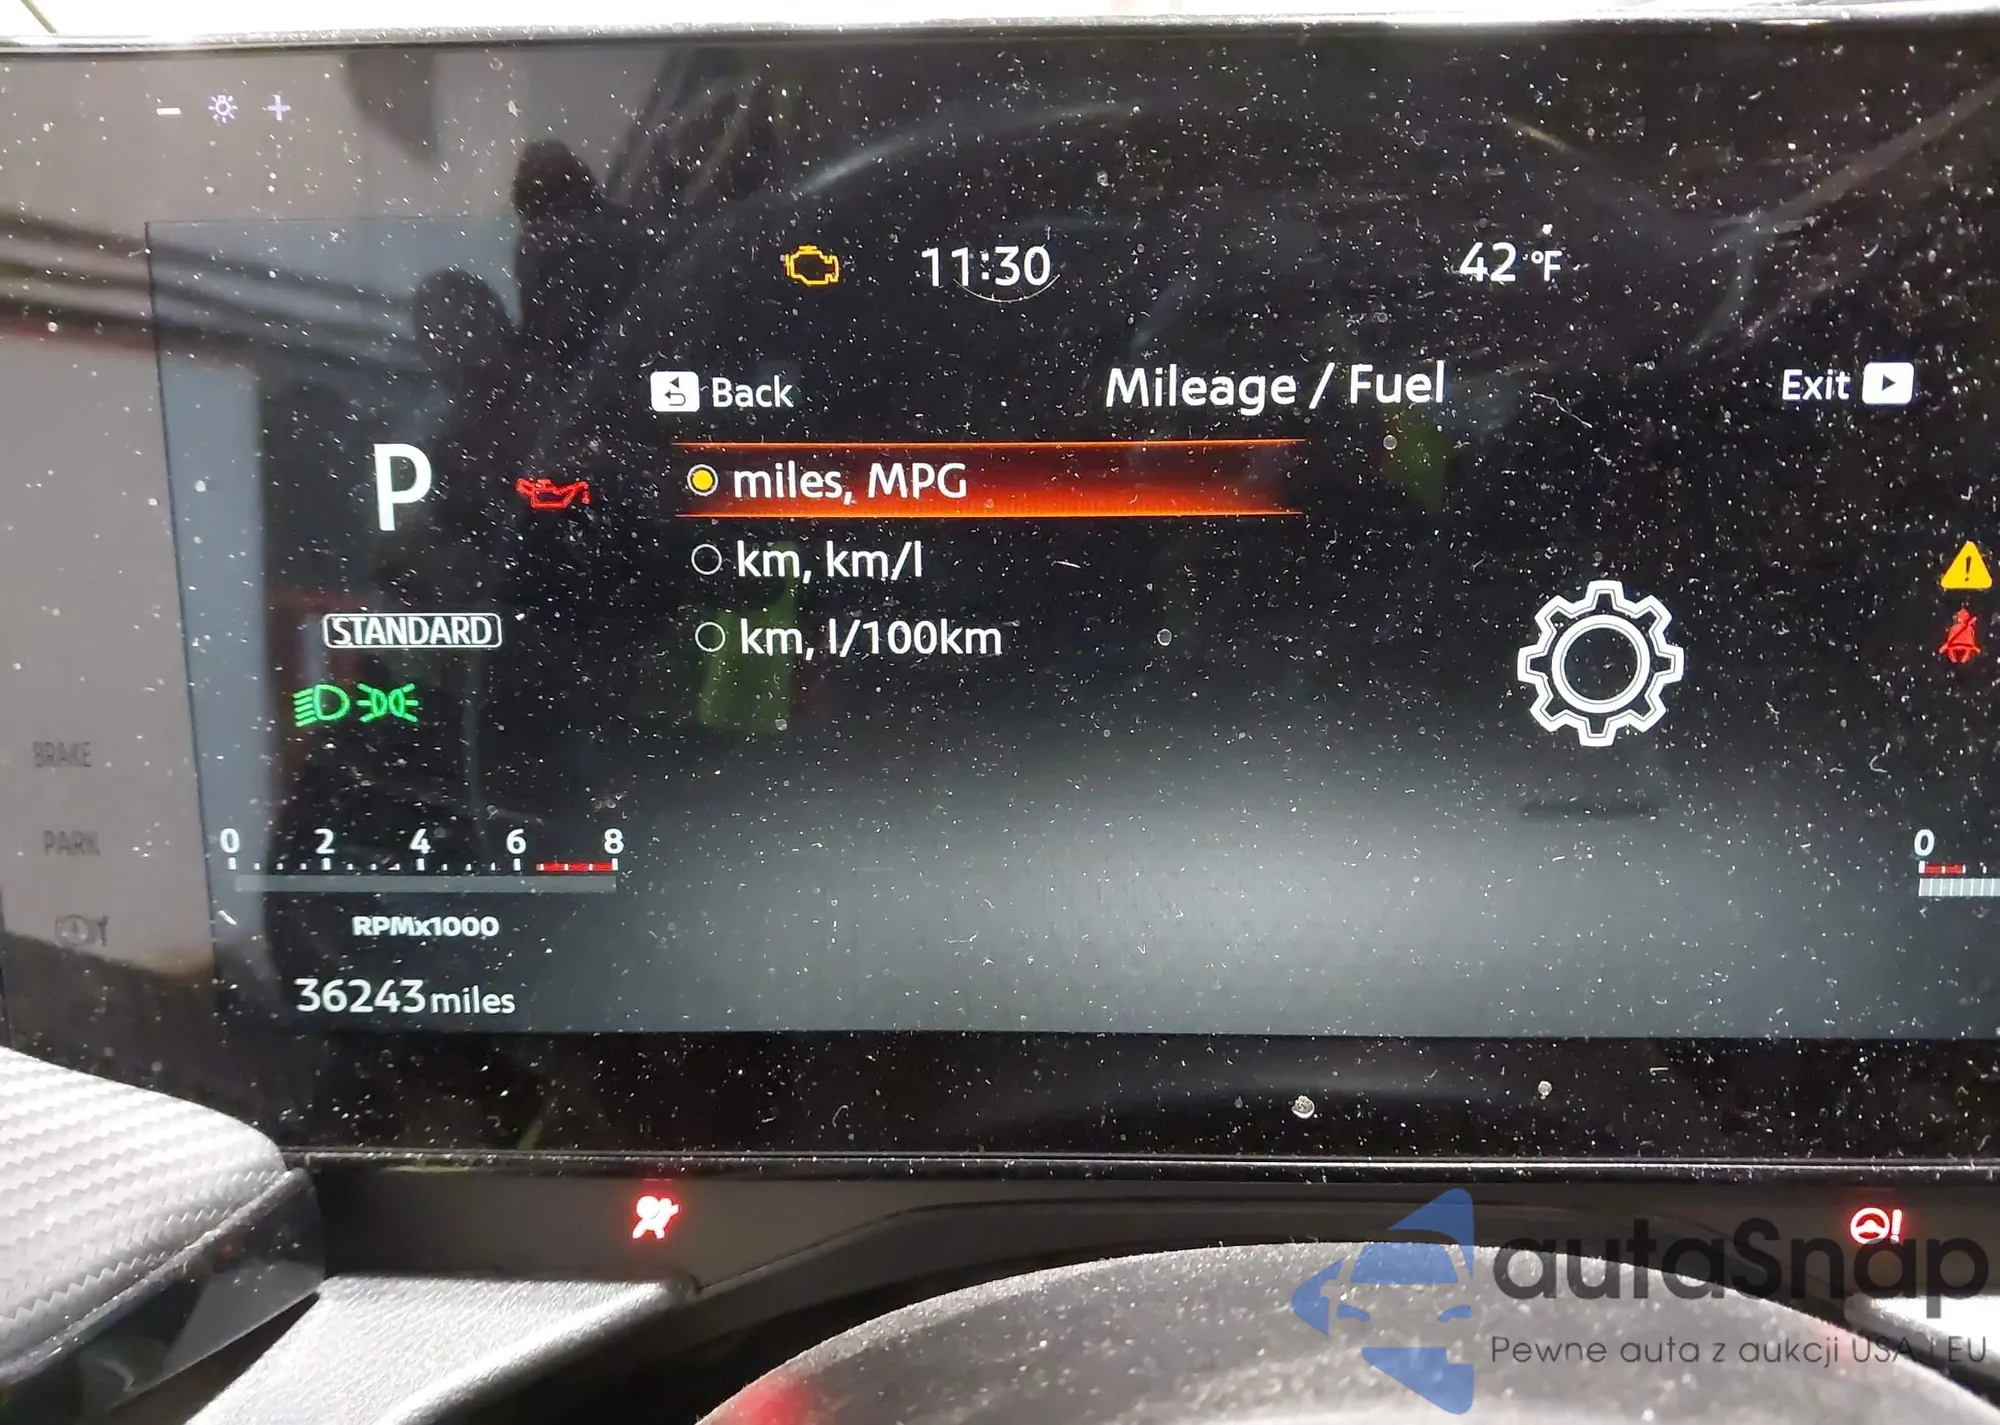 11:30
42 °F
Back
Mileage / Fuel
Exit
miles, MPG
km, km/l
km, l/100km
P
STANDARD
BRAKE
PARK
0 2 4 6 8
RPMx1000
0
36243 miles
autaSnap
Pewne auta z aukcji USA i EU